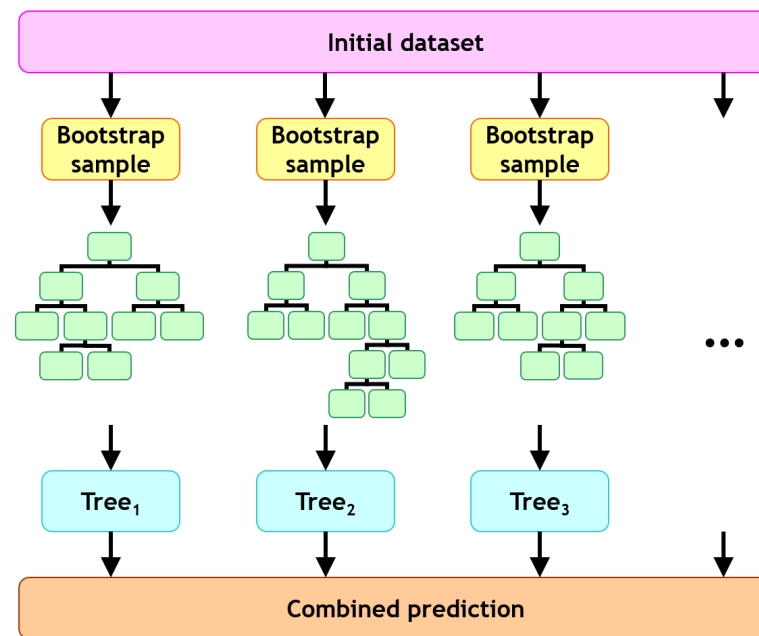 Initial dataset
Bootstrap
sample
Bootstrap
sample
Bootstrap
sample
...
Tree₁
Tree₂
Tree₃
Combined prediction